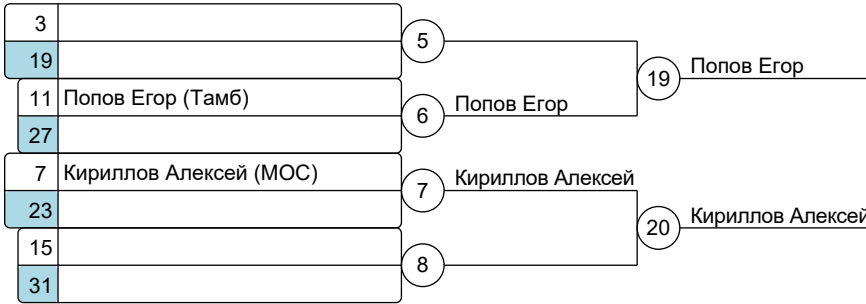 3
5
19
19 Попов Егор
11 Попов Егор (Тамб)
6 Попов Егор
27
7 Кириллов Алексей (МОС)
7 Кириллов Алексей
23
20 Кириллов Алексей
15
8
31